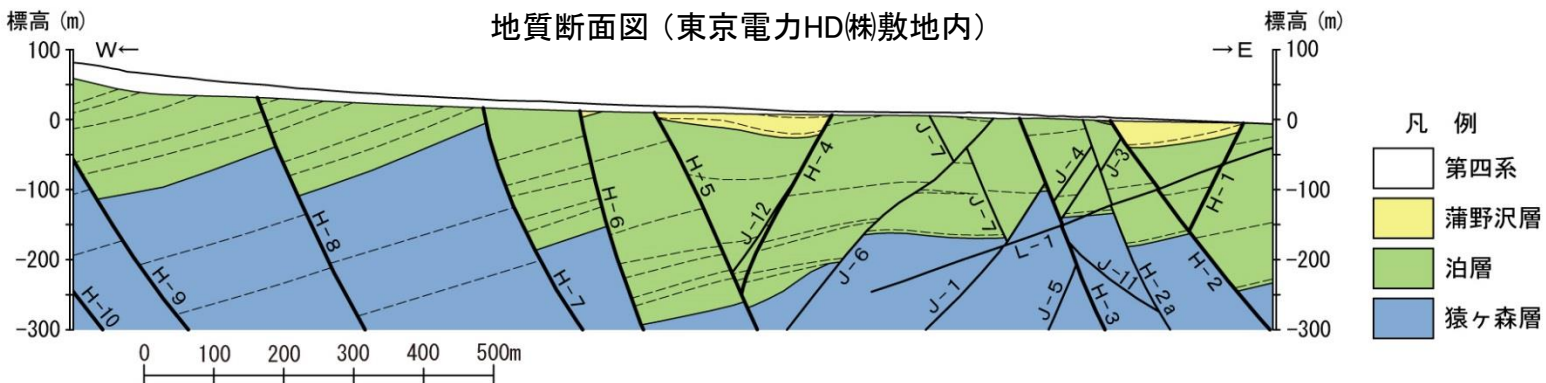 地質断面図（東京電力HD㈱敷地内）
標高（m）
標高（m）
100
W←
→E
100
0
0
-100
-100
-200
-200
-300
-300
H-10
H-9
H-8
H-7
H-6
H-5
J-12
H-4
J-7
J-7
J-6
J-1
L-1
J-5
J-4
J-3
H-3
J-11
H-2a
H-2
H-1
0 100 200 300 400 500m
凡 例
第四系
蒲野沢層
泊層
猿ヶ森層